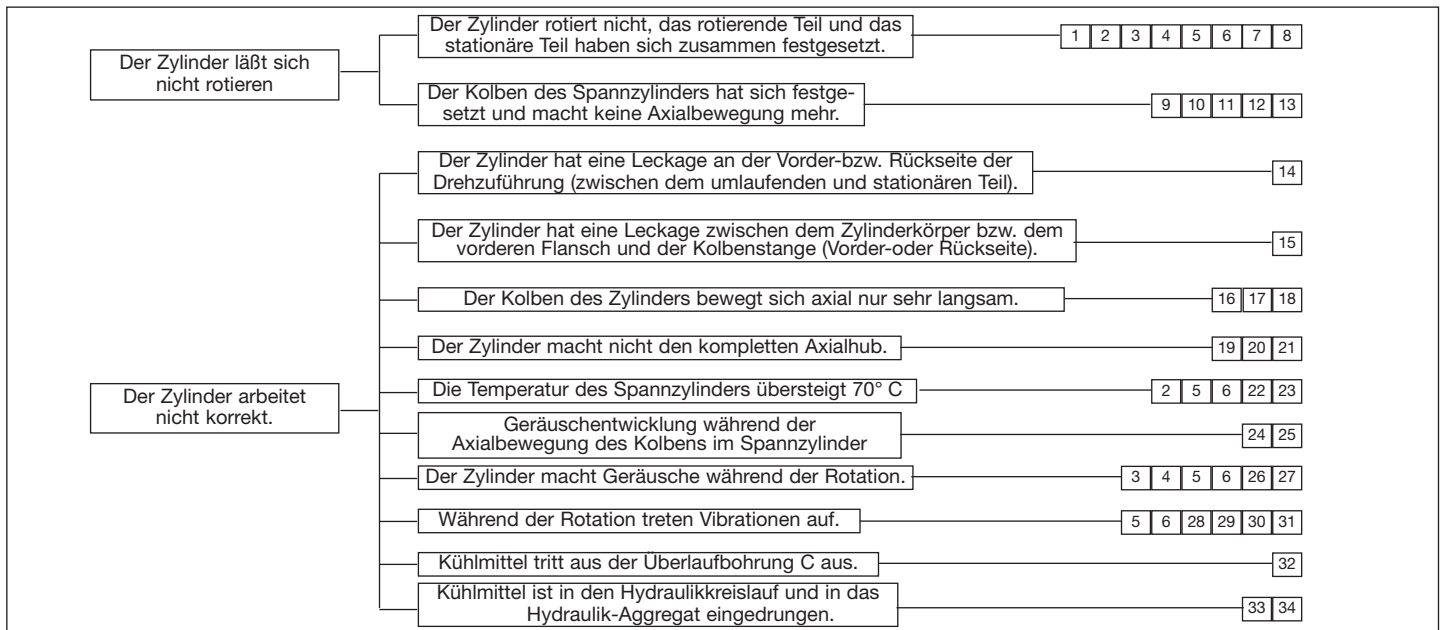 Der Zylinder läßt sich
nicht rotieren
Der Zylinder rotiert nicht, das rotierende Teil und das
stationäre Teil haben sich zusammen festgesetzt.
1 2 3 4 5 6 7 8
Der Kolben des Spannzylinders hat sich festge-
setzt und macht keine Axialbewegung mehr.
9 10 11 12 13
Der Zylinder arbeitet
nicht korrekt.
Der Zylinder hat eine Leckage an der Vorder-bzw. Rückseite der
Drehzuführung (zwischen dem umlaufenden und stationären Teil).
14
Der Zylinder hat eine Leckage zwischen dem Zylinderkörper bzw. dem
vorderen Flansch und der Kolbenstange (Vorder-oder Rückseite).
15
Der Kolben des Zylinders bewegt sich axial nur sehr langsam.
16 17 18
Der Zylinder macht nicht den kompletten Axialhub.
19 20 21
Die Temperatur des Spannzylinders übersteigt 70° C
2 5 6 22 23
Geräuschentwicklung während der
Axialbewegung des Kolbens im Spannzylinder
24 25
Der Zylinder macht Geräusche während der Rotation.
3 4 5 6 26 27
Während der Rotation treten Vibrationen auf.
5 6 28 29 30 31
Kühlmittel tritt aus der Überlaufbohrung C aus.
32
Kühlmittel ist in den Hydraulikkreislauf und in das
Hydraulik-Aggregat eingedrungen.
33 34